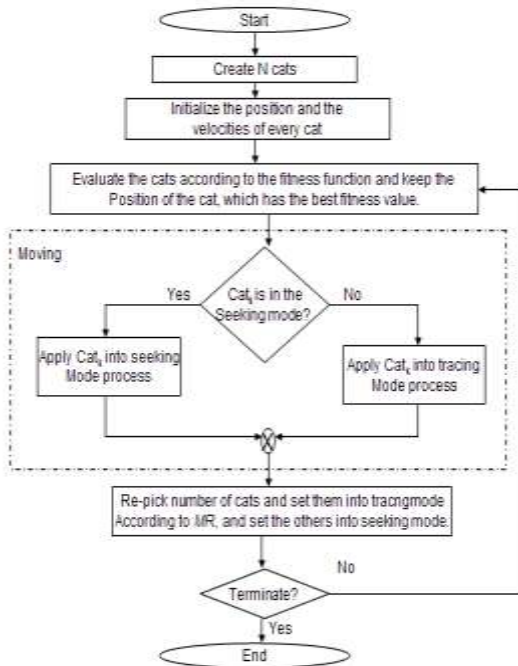 Start
Create N cats
Initialize the position and the
velocities of every cat
Evaluate the cats according to the fitness function and keep the
Position of the cat, which has the best fitness value.
Moving
Yes
Cat k is in the
Seeking mode?
No
Apply Cat k into seeking
Mode process
Apply Cat k into tracing
Mode process
Re-pick number of cats and set them into tracngmode
According to MR, and set the others into seeking mode.
No
Terminate?
Yes
End